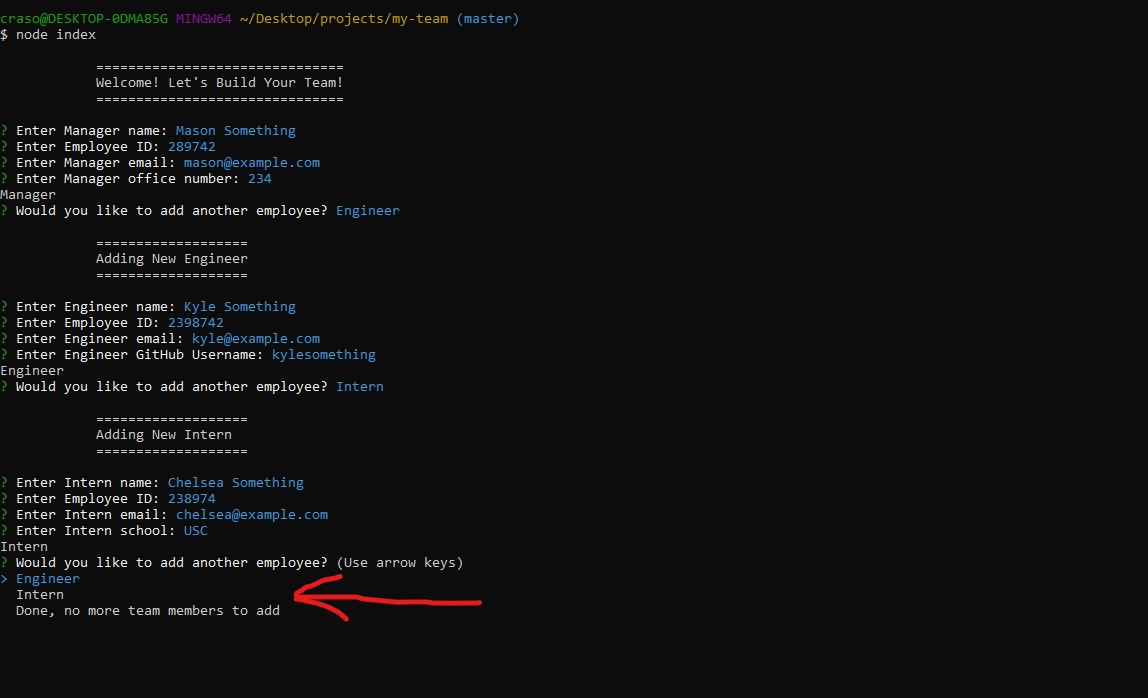 craso@DESKTOP-0DMA85G MINGW64 ~/Desktop/projects/my-team (master)
$ node index
===============================
Welcome! Let's Build Your Team!
===============================
? Enter Manager name: Mason Something
? Enter Employee ID: 289742
? Enter Manager email: mason@example.com
? Enter Manager office number: 234
Manager
? Would you like to add another employee? Engineer
===================
Adding New Engineer
===================
? Enter Engineer name: Kyle Something
? Enter Employee ID: 2398742
? Enter Engineer email: kyle@example.com
? Enter Engineer GitHub Username: kylesomething
Engineer
? Would you like to add another employee? Intern
===================
Adding New Intern
===================
? Enter Intern name: Chelsea Something
? Enter Employee ID: 238974
? Enter Intern email: chelsea@example.com
? Enter Intern school: USC
Intern
? Would you like to add another employee? (Use arrow keys)
> Engineer
Intern
Done, no more team members to add